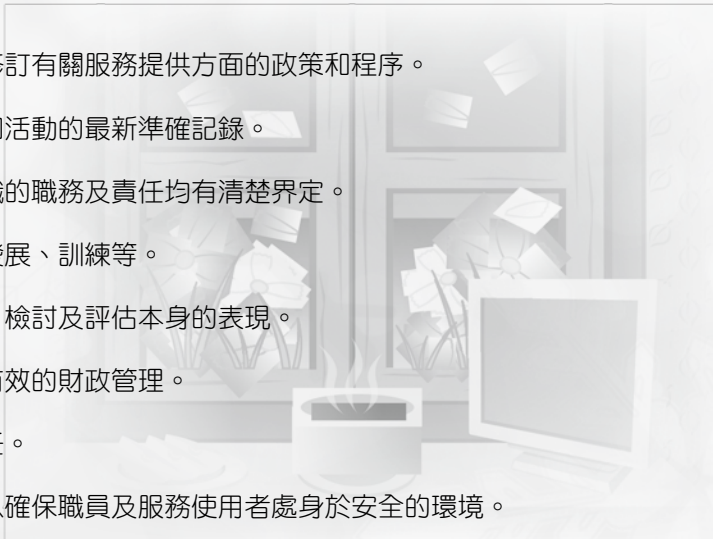 訂有關服務提供方面的政策和程序。
活動的最新準確記錄。
的職務及責任均有清楚界定。
展、訓練等。
檢討及評估本身的表現。
效的財政管理。
。
確保職員及服務使用者處身於安全的環境。